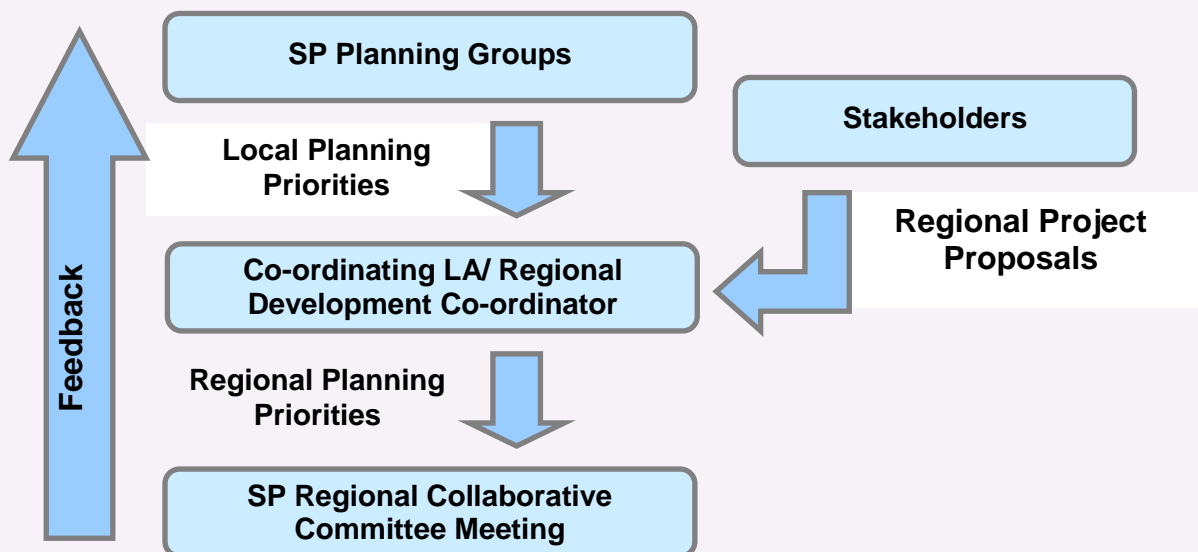 SP Planning Groups
Stakeholders
Local Planning
Priorities
Regional Project
Proposals
Co-ordinating LA/ Regional
Development Co-ordinator
Feedback
Regional Planning
Priorities
SP Regional Collaborative
Committee Meeting